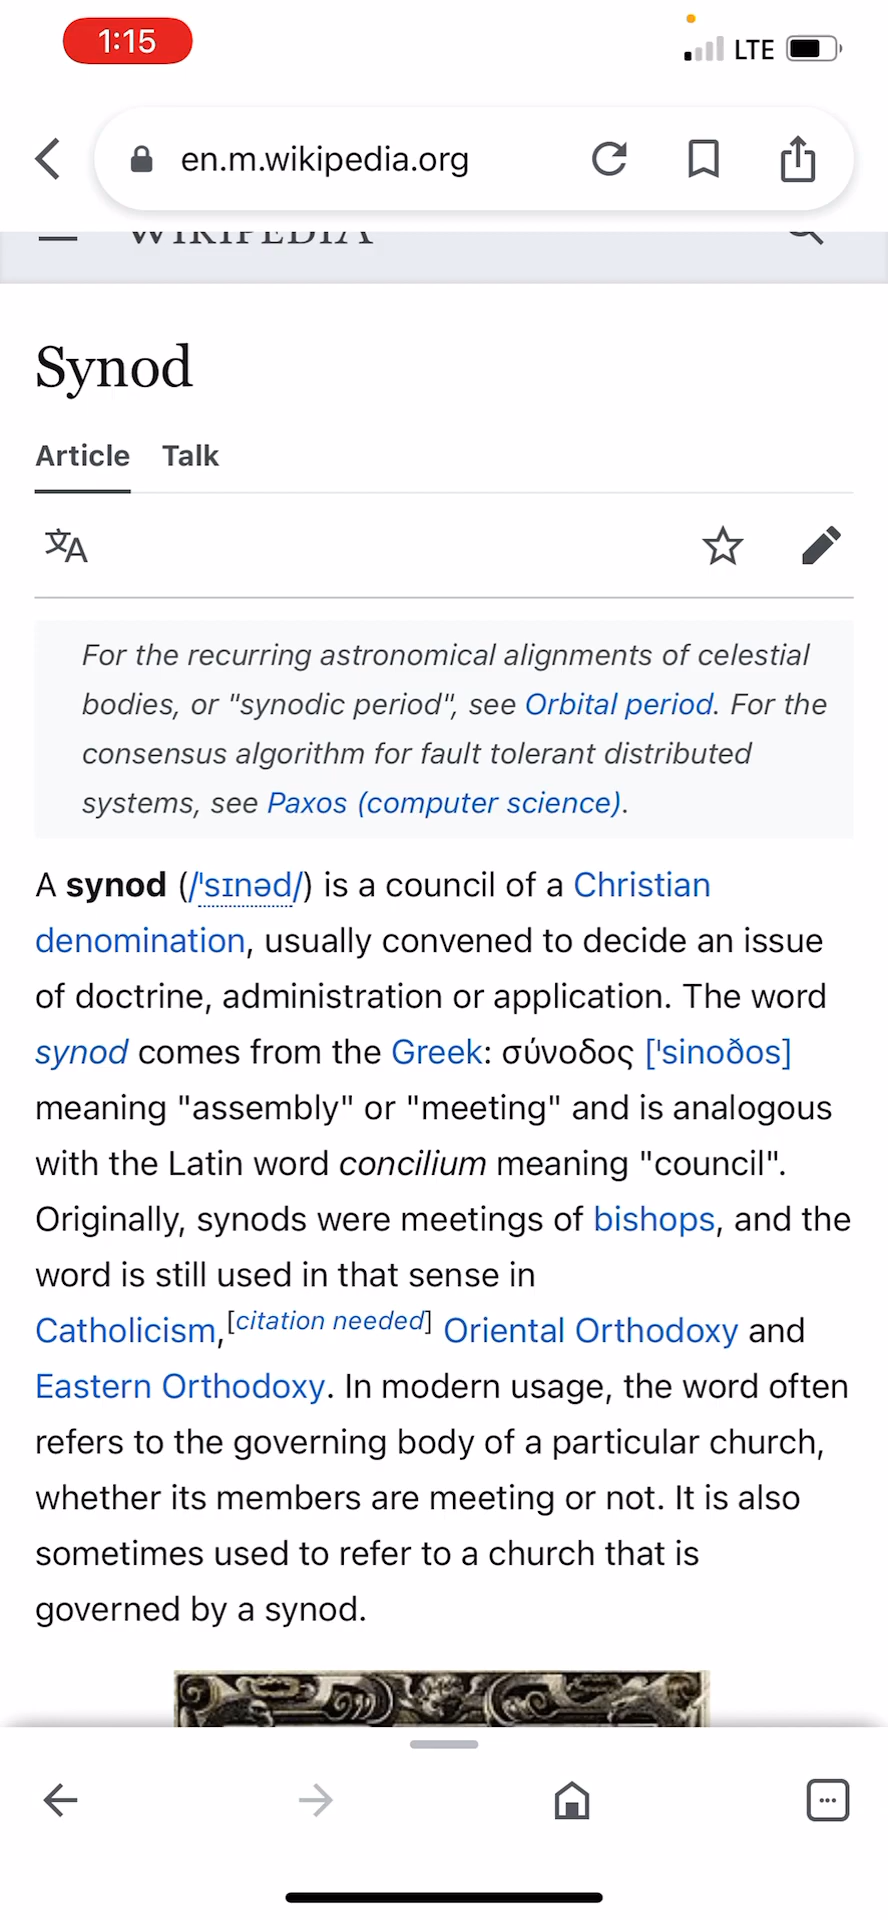 1:15
LTE
en.m.wikipedia.org
WIKIPEDIA
Synod
Article Talk
For the recurring astronomical alignments of celestial
bodies, or "synodic period", see Orbital period. For the
consensus algorithm for fault tolerant distributed
systems, see Paxos (computer science).
A synod (/ˈsɪnəd/) is a council of a Christian
denomination, usually convened to decide an issue
of doctrine, administration or application. The word
synod comes from the Greek: σύνοδος [ˈsinoðos]
meaning "assembly" or "meeting" and is analogous
with the Latin word concilium meaning "council".
Originally, synods were meetings of bishops, and the
word is still used in that sense in
Catholicism,[citation needed] Oriental Orthodoxy and
Eastern Orthodoxy. In modern usage, the word often
refers to the governing body of a particular church,
whether its members are meeting or not. It is also
sometimes used to refer to a church that is
governed by a synod.